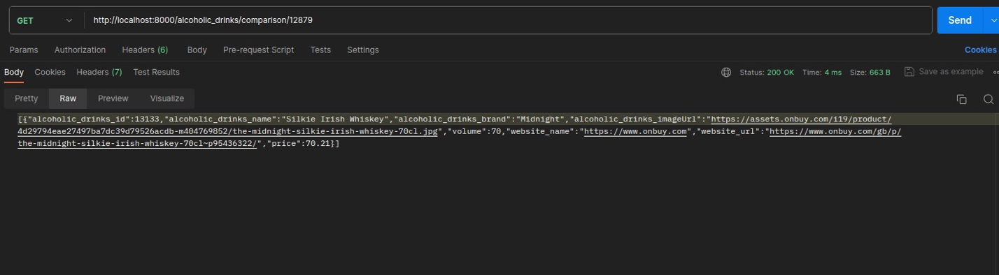 GET http://localhost:8000/alcoholic_drinks/comparison/12879 Send
Params Authorization Headers (6) Body Pre-request Script Tests Settings Cookies
Body Cookies Headers (7) Test Results Status: 200 OK Time: 4 ms Size: 663 B Save as example
Pretty Raw Preview Visualize
[{"alcoholic_drinks_id":13133,"alcoholic_drinks_name":"Silkie Irish Whiskey","alcoholic_drinks_brand":"Midnight","alcoholic_drinks_imageUrl":"https://assets.onbuy.com/i19/product/
4d29794eae27497ba7dc39d79526acdb-m404769852/the-midnight-silkie-irish-whiskey-70cl.jpg","volume":70,"website_name":"https://www.onbuy.com","website_url":"https://www.onbuy.com/gb/p/
the-midnight-silkie-irish-whiskey-70cl~p95436322/","price":70.21}]